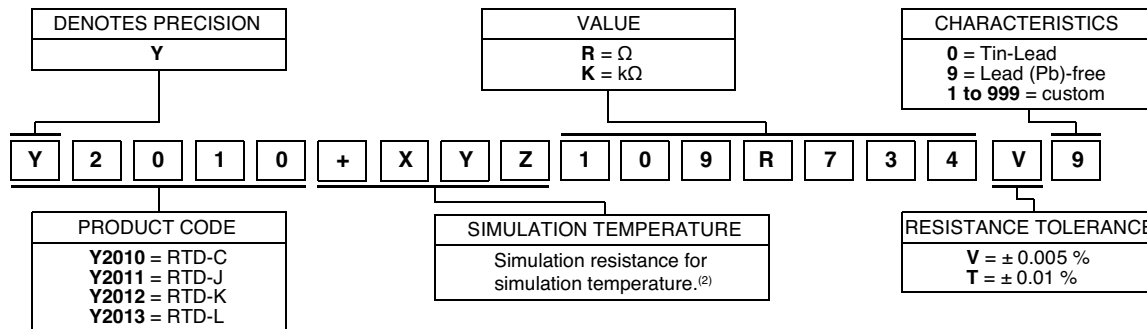 DENOTES PRECISION
Y
VALUE
R = Ω
K = kΩ
CHARACTERISTICS
0 = Tin-Lead
9 = Lead (Pb)-free
1 to 999 = custom
Y 2 0 1 0 + X Y Z 1 0 9 R 7 3 4 V 9
PRODUCT CODE
Y2010 = RTD-C
Y2011 = RTD-J
Y2012 = RTD-K
Y2013 = RTD-L
SIMULATION TEMPERATURE
Simulation resistance for
simulation temperature.(2)
RESISTANCE TOLERANCE
V = ± 0.005 %
T = ± 0.01 %